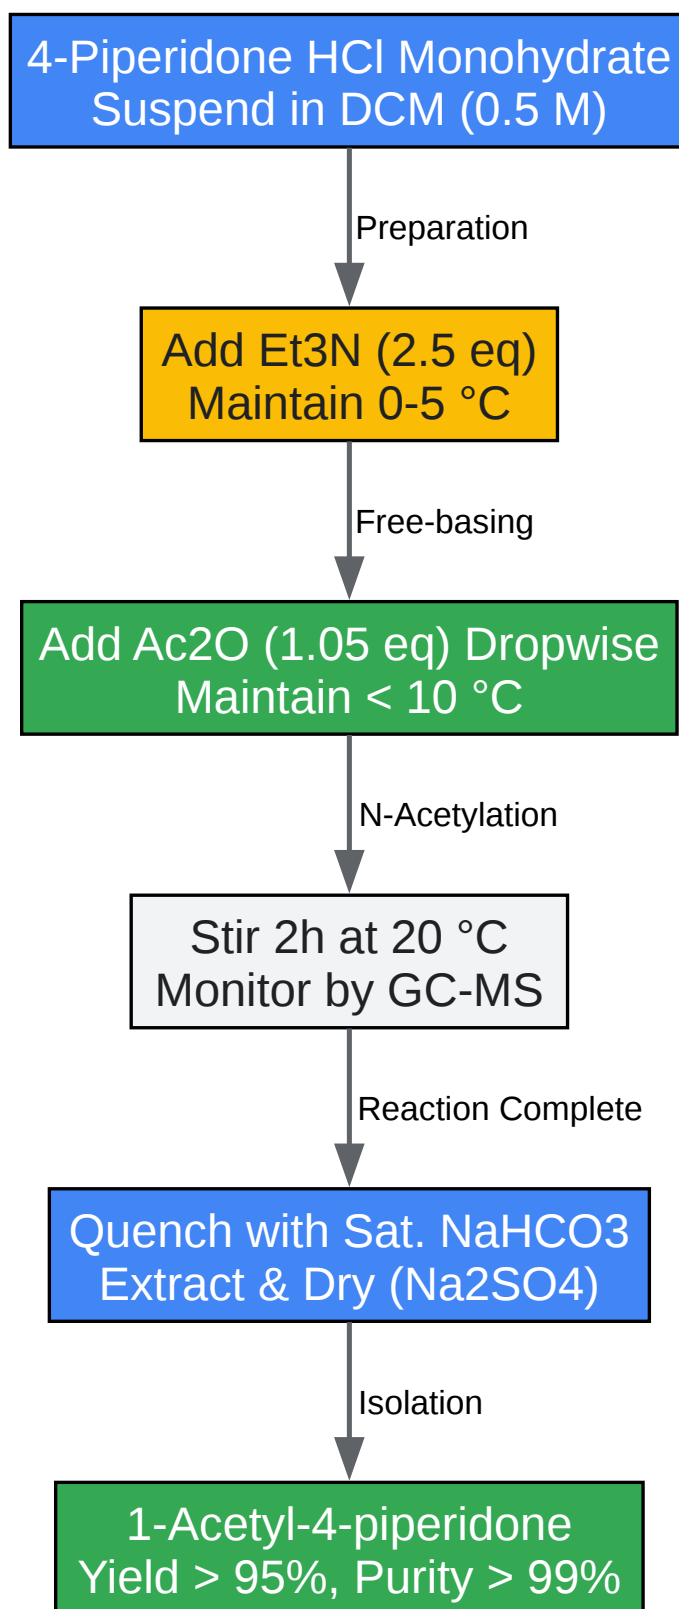 4-Piperidone HCl Monohydrate
Suspend in DCM (0.5 M)
Preparation
Add Et3N (2.5 eq)
Maintain 0-5 °C
Free-basing
Add Ac2O (1.05 eq) Dropwise
Maintain < 10 °C
N-Acetylation
Stir 2h at 20 °C
Monitor by GC-MS
Reaction Complete
Quench with Sat. NaHCO3
Extract & Dry (Na2SO4)
Isolation
1-Acetyl-4-piperidone
Yield > 95%, Purity > 99%